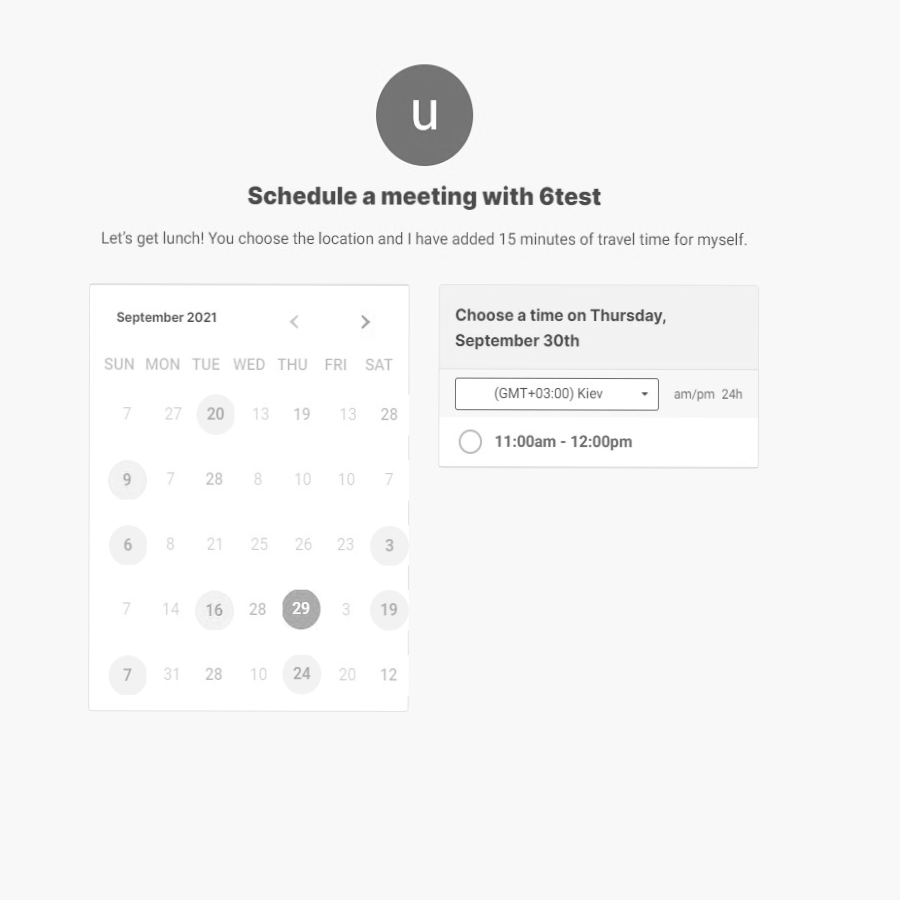 u
Schedule a meeting with 6test
Let's get lunch! You choose the location and I have added 15 minutes of travel time for myself.
September 2021
SUN MON TUE WED THU FRI SAT
7 27 20 13 19 13 28
9 7 28 8 10 10 7
6 8 21 25 26 23 3
7 14 16 28 29 3 19
7 31 28 10 24 20 12
Choose a time on Thursday,
September 30th
(GMT+03:00) Kiev am/pm 24h
11:00am - 12:00pm